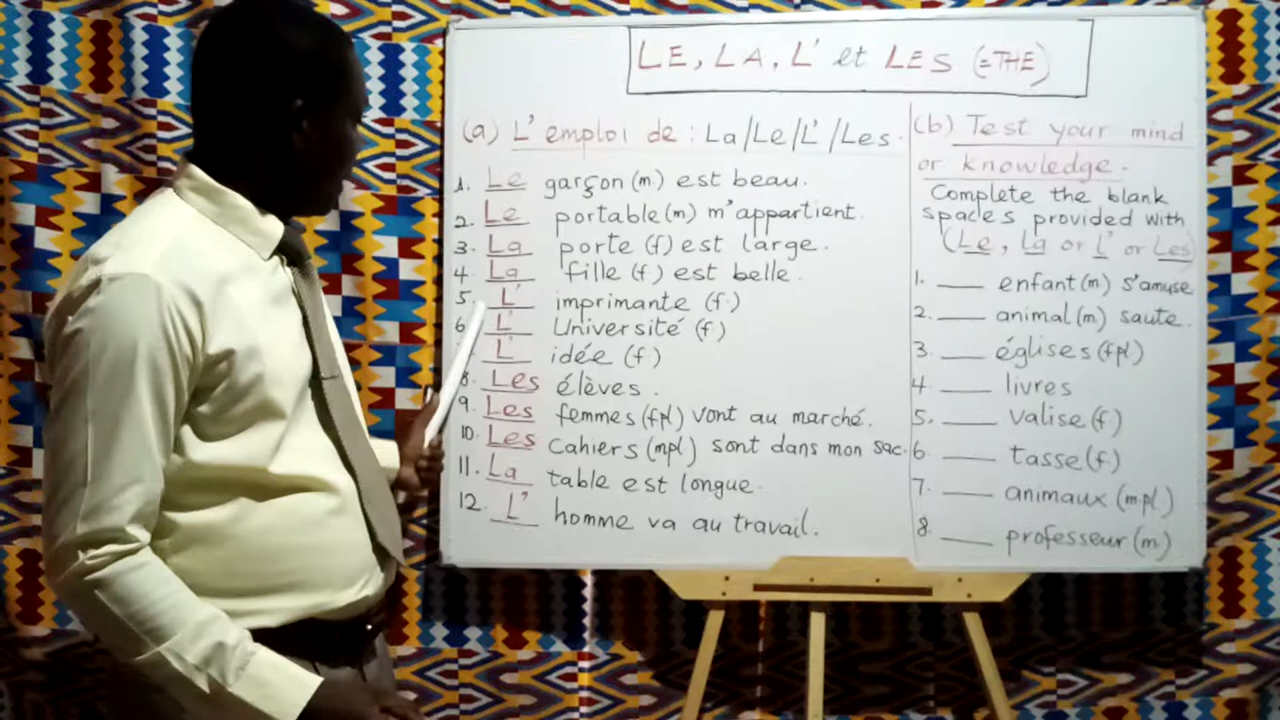 LE, LA, L' et LES (=THE)
(a) L'emploi de : La/Le/L'/Les.
1. Le garçon (m) est beau.
2. Le portable (m) m'appartient.
3. La porte (f) est large.
4. La fille (f) est belle.
5. L' imprimante (f.)
6 L' Université (f.)
L' idée (f.)
8. Les élèves.
9. Les femmes (fpl) vont au marché.
10. Les Cahiers (mpl) sont dans mon sac.
11. La table est longue.
12. L' homme va au travail.
(b) Test your mind
or knowledge.
Complete the blank
spaces provided with
(Le, La or L' or Les)
1. ___ enfant (m) s'amuse
2. ___ animal (m) saute.
3. ___ églises (fpl)
4 ___ livres
5. ___ valise (f.)
6 ___ tasse (f.)
7. ___ animaux (mpl.)
8 ___ professeur (m)